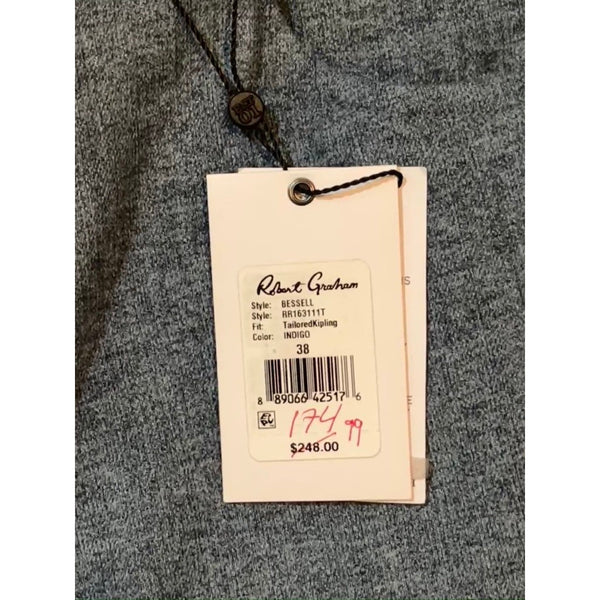 Robert Graham
Style: BESSELL
Style: RR163111T
Fit: TailoredKipling
Color: INDIGO
38
8 89066 42517 6
174 99
$248.00